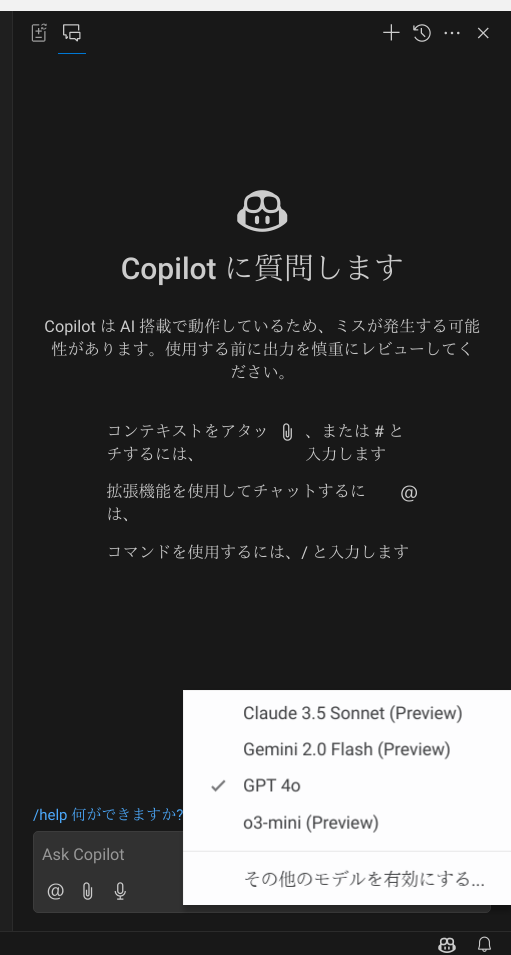 Copilot に質問します
Copilot は AI 搭載で動作しているため、ミスが発生する可能
性があります。使用する前に出力を慎重にレビューしてく
ださい。
コンテキストをアタッ 、または # と
チするには、 入力します
拡張機能を使用してチャットするに @
は、
コマンドを使用するには、/ と入力します
Claude 3.5 Sonnet (Preview)
Gemini 2.0 Flash (Preview)
GPT 4o
o3-mini (Preview)
その他のモデルを有効にする...
/help 何ができますか?
Ask Copilot
@